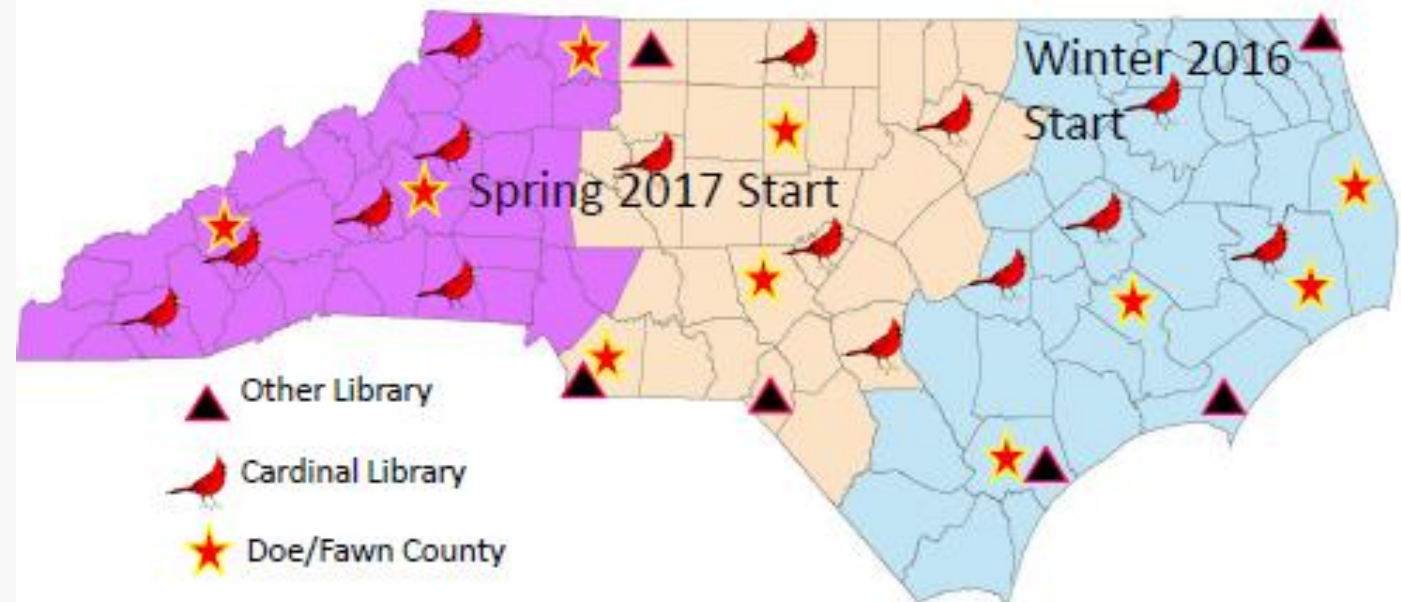 Winter 2016
Start
Spring 2017 Start
Other Library
Cardinal Library
Doe/Fawn County